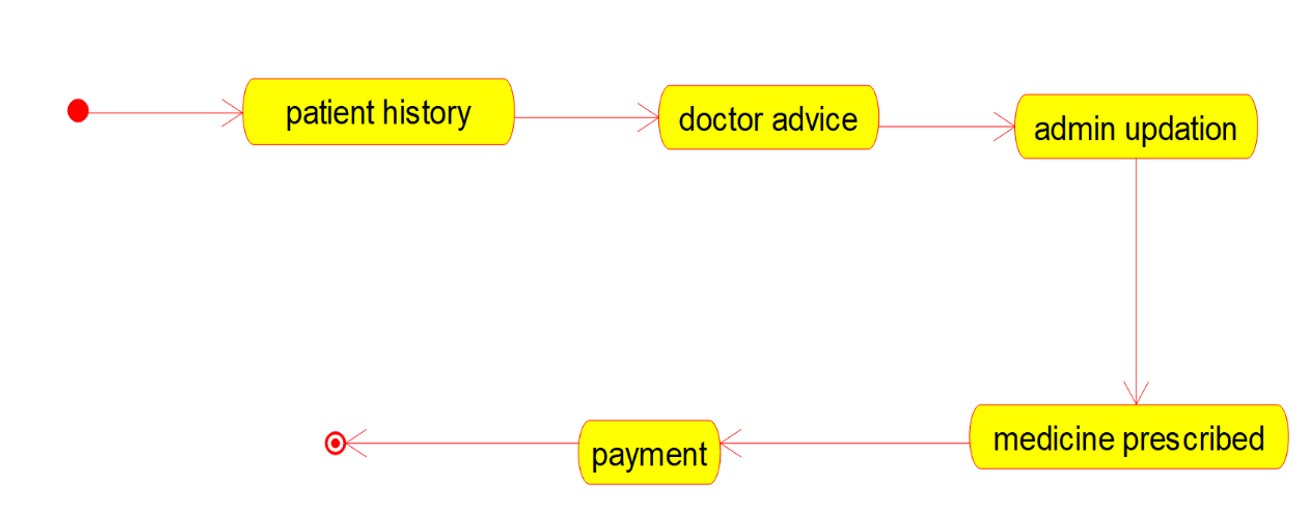 patient history
doctor advice
admin updation
medicine prescribed
payment